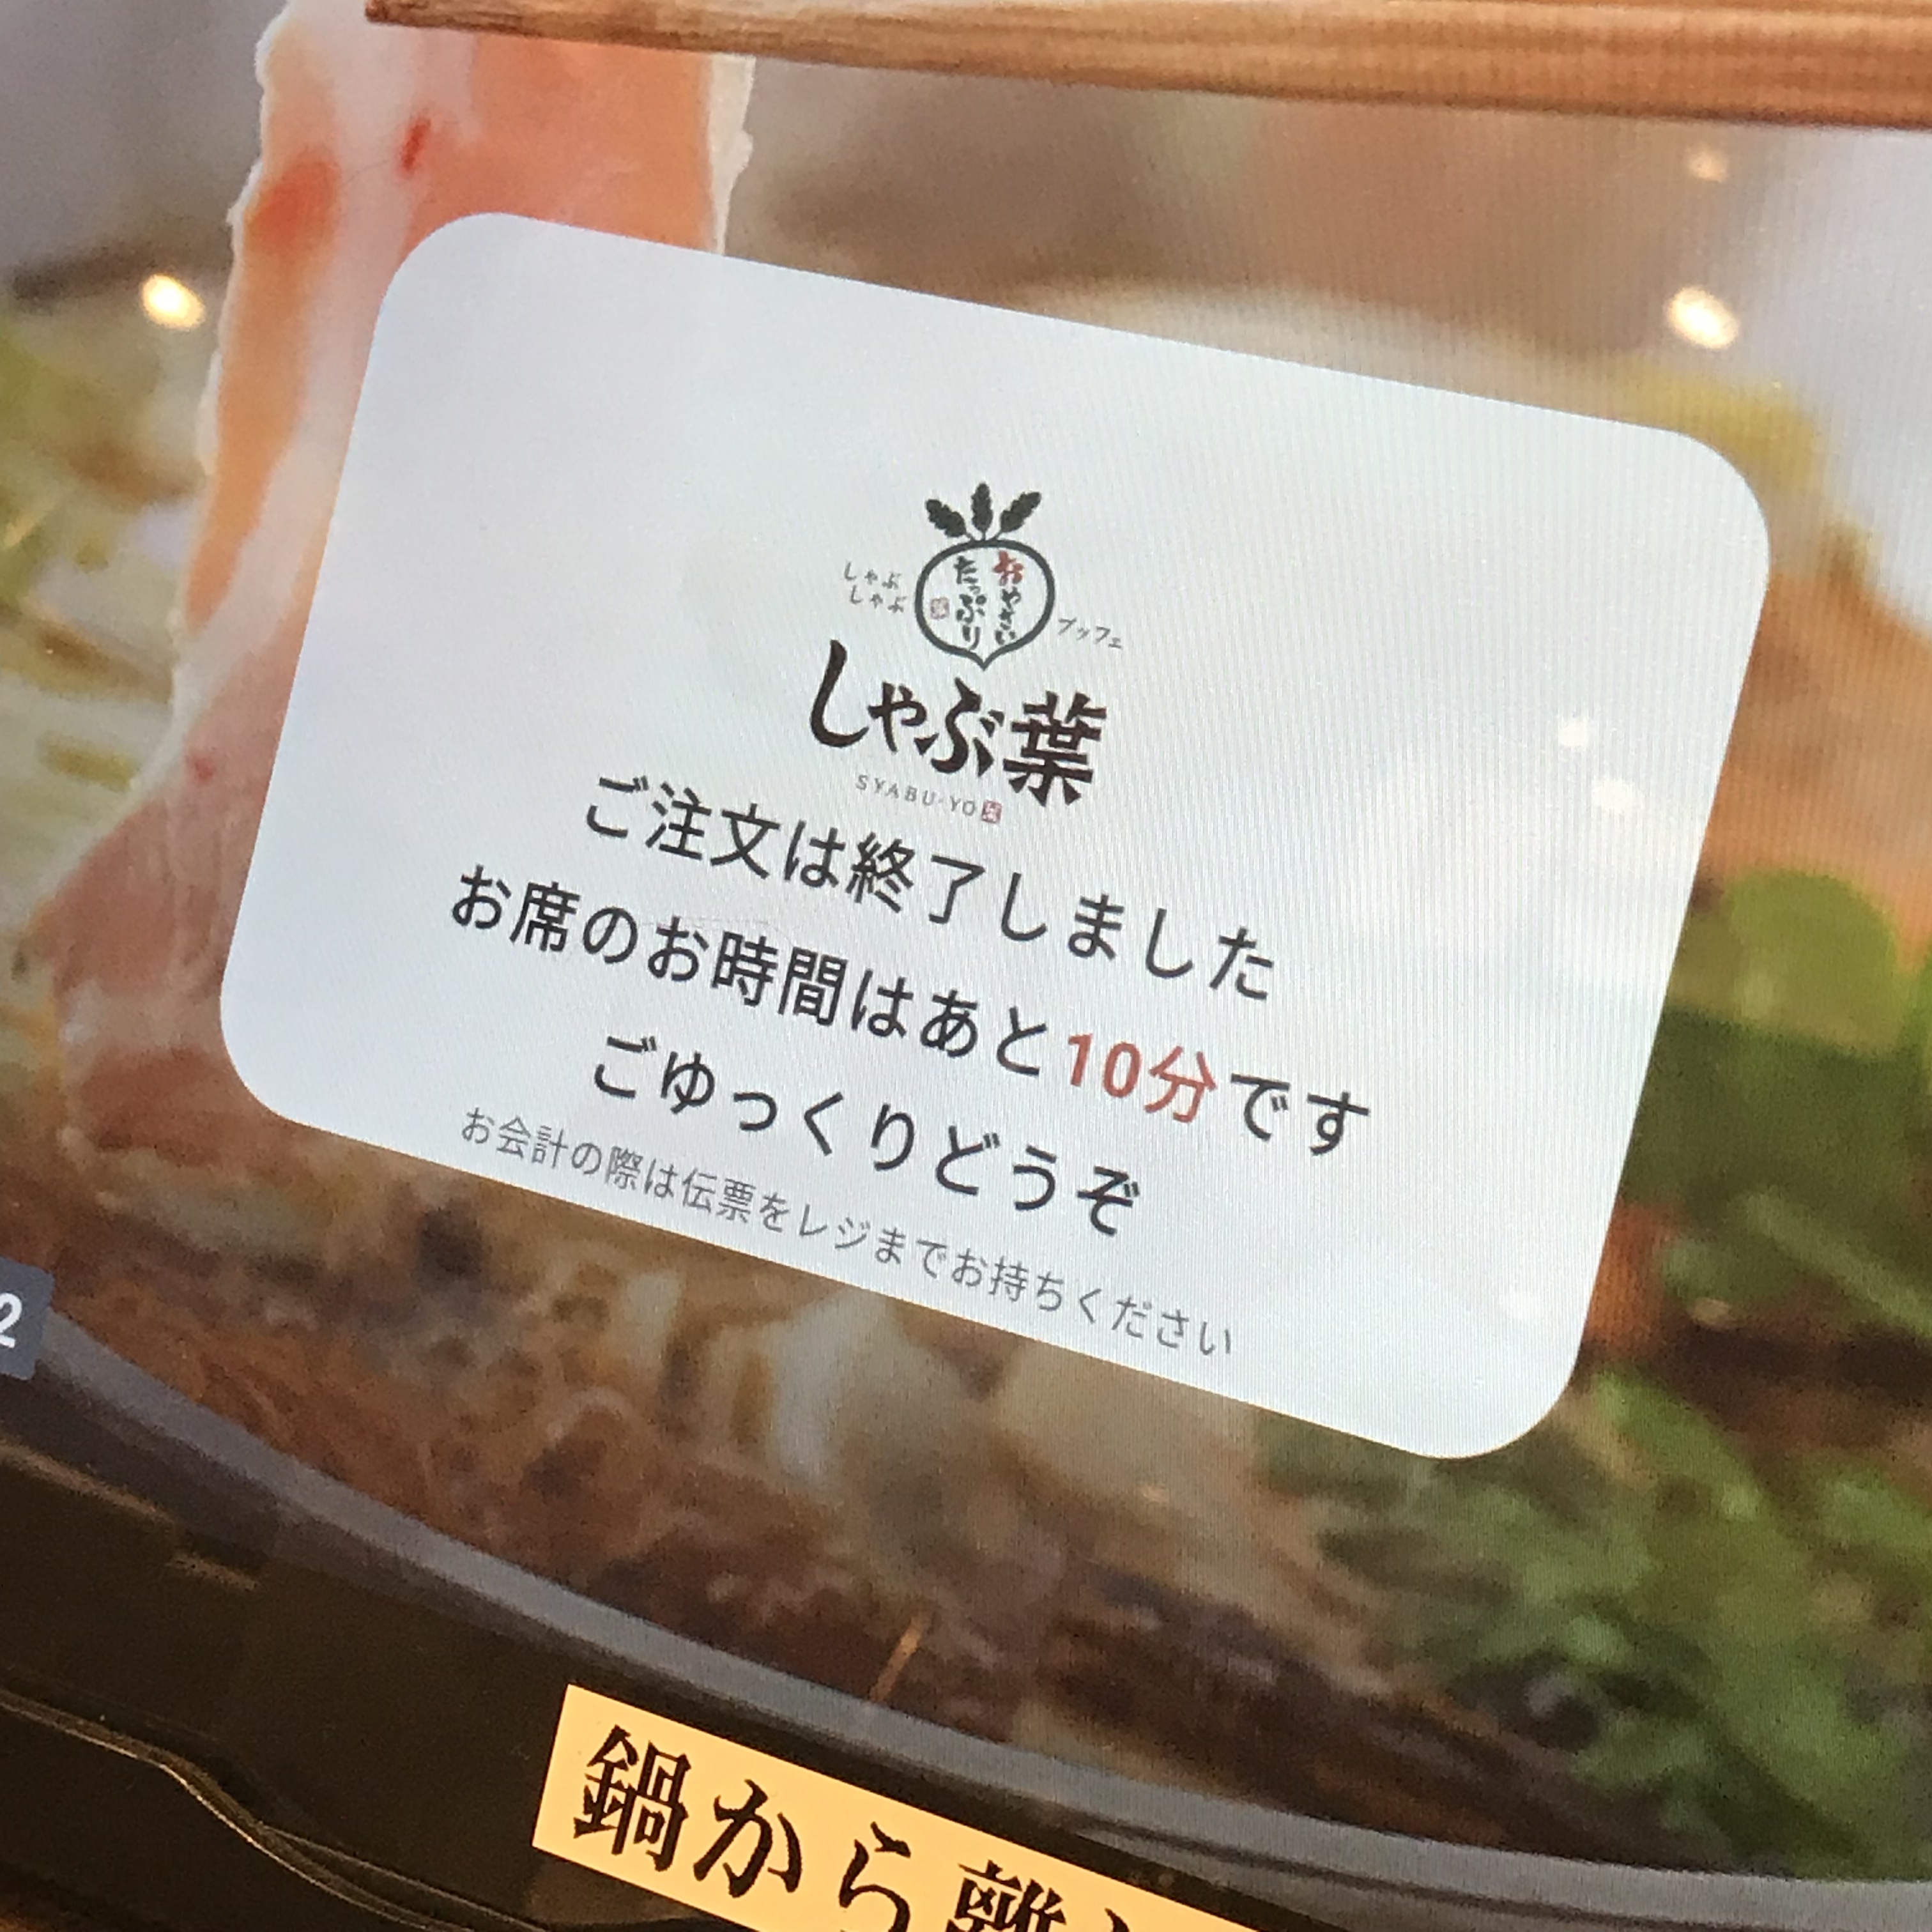 おやさい
たっぷり
しゃぶ
しゃぶ
ブッフェ
しゃぶ葉
SYABU-YO
ご注文は終了しました
お席のお時間はあと10分です
ごゆっくりどうぞ
お会計の際は伝票をレジまでお持ちください
2
鍋から離